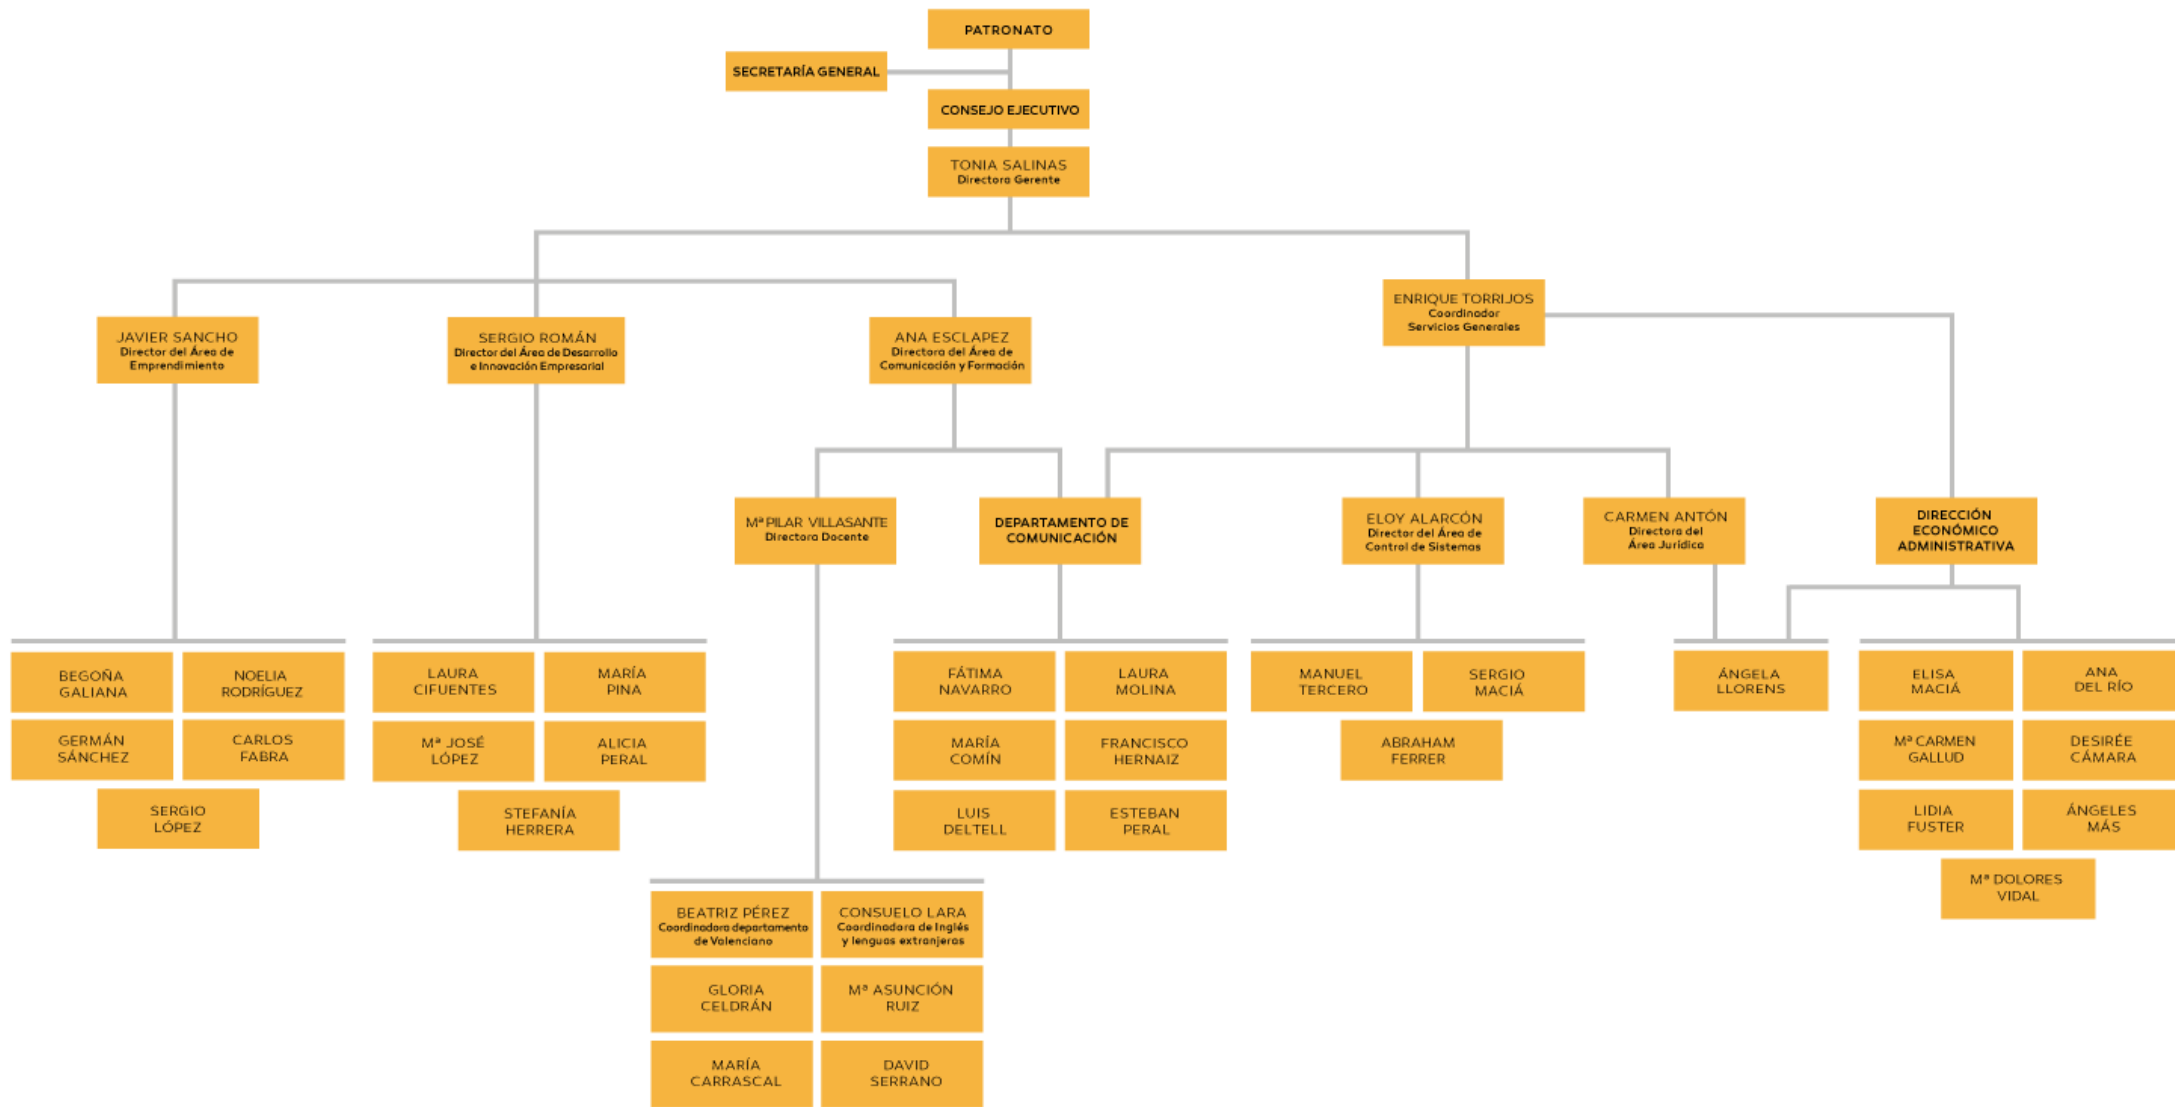 PATRONATO
SECRETARÍA GENERAL
CONSEJO EJECUTIVO
TONIA SALINAS
Directora Gerente
ENRIQUE TORRIJOS
Coordinador
Servicios Generales
JAVIER SANCHO
Director del Área de
Emprendimiento
SERGIO ROMÁN
Director del Área de Desarrollo
e Innovación Empresarial
ANA ESCLAPEZ
Directora del Área de
Comunicación y Formación
Mª PILAR VILLASANTE
Directora Docente
DEPARTAMENTO DE
COMUNICACIÓN
ELOY ALARCÓN
Director del Área de
Control de Sistemas
CARMEN ANTÓN
Directora del
Área Jurídica
DIRECCIÓN
ECONÓMICO
ADMINISTRATIVA
BEGOÑA
GALIANA
NOELIA
RODRÍGUEZ
GERMÁN
SÁNCHEZ
CARLOS
FABRA
SERGIO
LÓPEZ
LAURA
CIFUENTES
MARÍA
PINA
Mª JOSÉ
LÓPEZ
ALICIA
PERAL
STEFANÍA
HERRERA
FÁTIMA
NAVARRO
LAURA
MOLINA
MARÍA
COMÍN
FRANCISCO
HERNAIZ
LUIS
DELTELL
ESTEBAN
PERAL
MANUEL
TERCERO
SERGIO
MACIÁ
ABRAHAM
FERRER
ÁNGELA
LLORENS
ELISA
MACIÁ
ANA
DEL RÍO
Mª CARMEN
GALLUD
DESIRÉE
CÁMARA
LIDIA
FUSTER
ÁNGELES
MÁS
Mª DOLORES
VIDAL
BEATRIZ PÉREZ
Coordinadora departamento
de Valenciano
CONSUELO LARA
Coordinadora de Inglés
y lenguas extranjeras
GLORIA
CELDRÁN
Mª ASUNCIÓN
RUIZ
MARÍA
CARRASCAL
DAVID
SERRANO